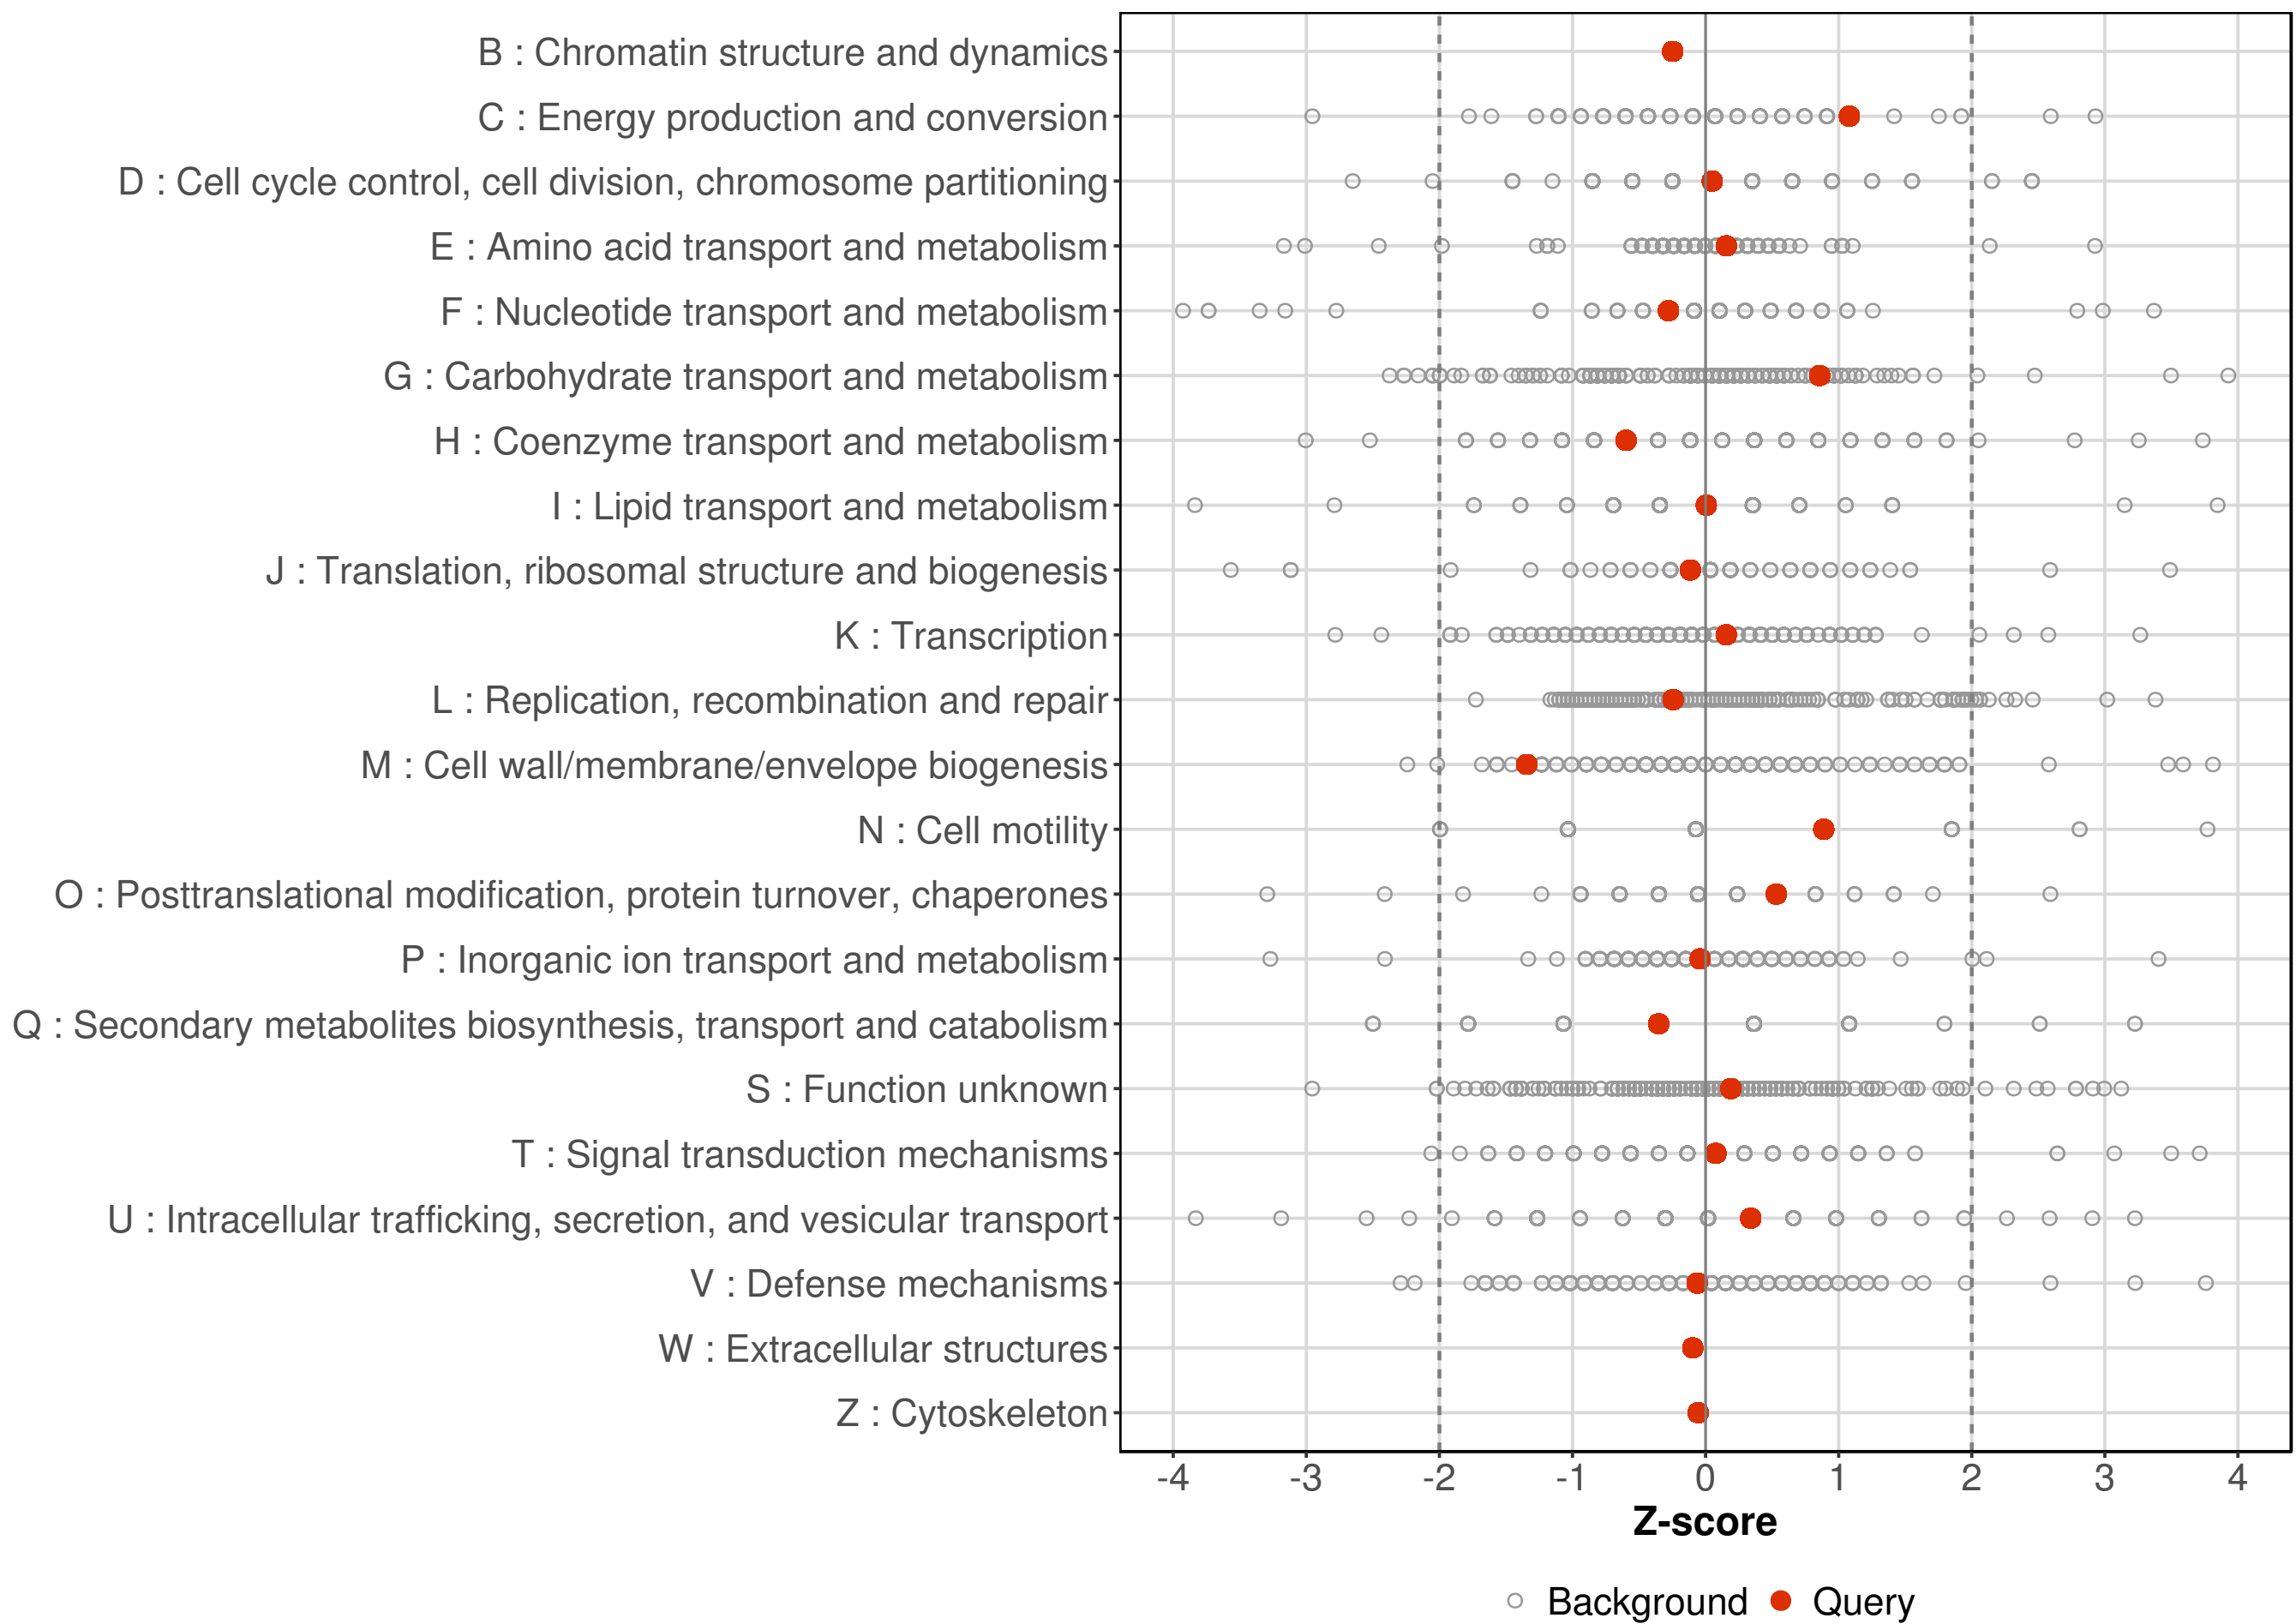 B : Chromatin structure and dynamics
C : Energy production and conversion
D : Cell cycle control, cell division, chromosome partitioning
E : Amino acid transport and metabolism
F : Nucleotide transport and metabolism
G : Carbohydrate transport and metabolism
H : Coenzyme transport and metabolism
I : Lipid transport and metabolism
J : Translation, ribosomal structure and biogenesis
K : Transcription
L : Replication, recombination and repair
M : Cell wall/membrane/envelope biogenesis
N : Cell motility
O : Posttranslational modification, protein turnover, chaperones
P : Inorganic ion transport and metabolism
Q : Secondary metabolites biosynthesis, transport and catabolism
S : Function unknown
T : Signal transduction mechanisms
U : Intracellular trafficking, secretion, and vesicular transport
V : Defense mechanisms
W : Extracellular structures
Z : Cytoskeleton
-4 -3 -2 -1 0 1 2 3 4
Z-score
Background Query